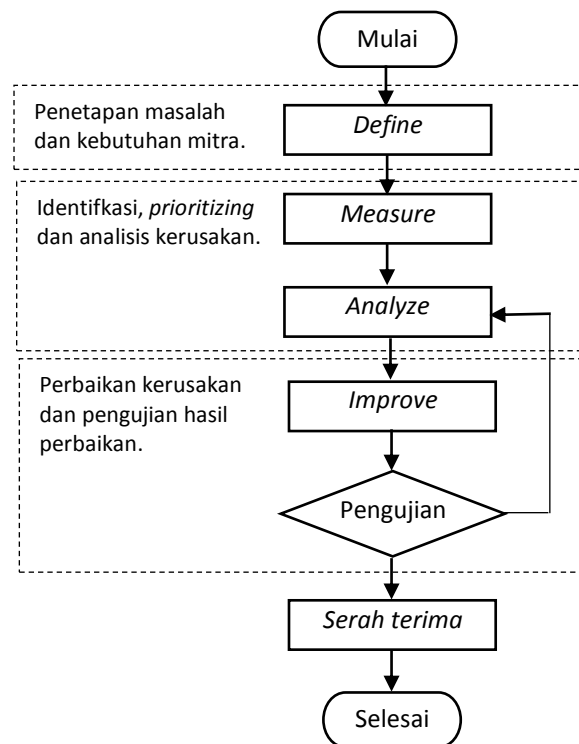 Mulai
Penetapan masalah
dan kebutuhan mitra.
Define
Identifkasi, prioritizing
dan analisis kerusakan.
Measure
Analyze
Perbaikan kerusakan
dan pengujian hasil
perbaikan.
Improve
Pengujian
Serah terima
Selesai